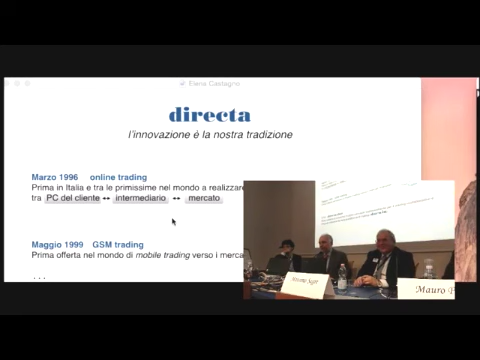 Elena Castagno
directa
l'innovazione è la nostra tradizione
Marzo 1996 online trading
Prima in Italia e tra le primissime nel mondo a realizzare
tra PC del cliente ↔ intermediario ↔ mercato
Maggio 1999 GSM trading
Prima offerta nel mondo di mobile trading verso i merca
...
Mauro